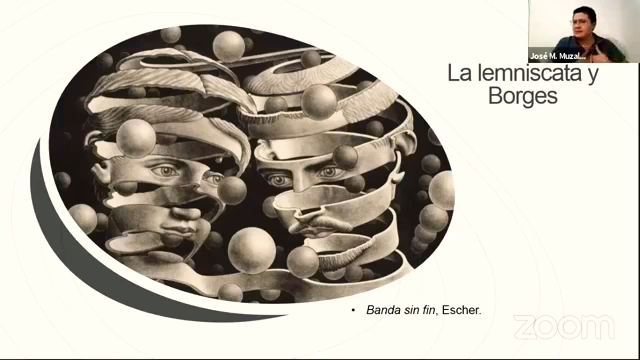 José M. Muzal...
La lemniscata y
Borges
• Banda sin fin, Escher.
zoom